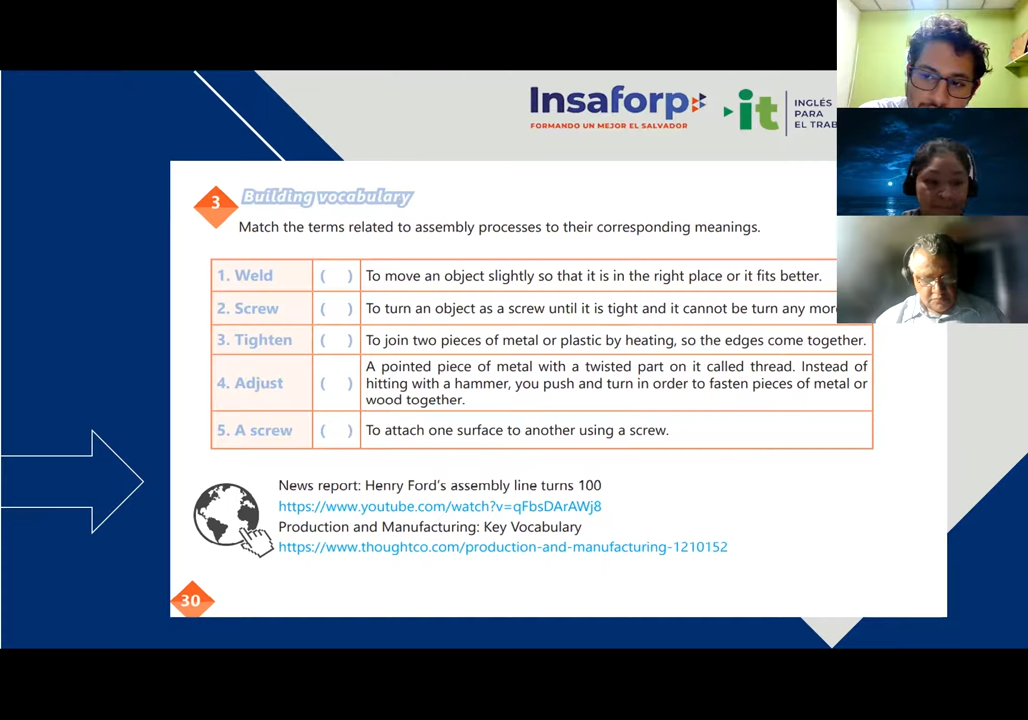 Insaforp
FORMANDO UN MEJOR EL SALVADOR
it
INGLÉS
PARA
EL TRAB
3
Building vocabulary
Match the terms related to assembly processes to their corresponding meanings.
1. Weld ( ) To move an object slightly so that it is in the right place or it fits better.
2. Screw ( ) To turn an object as a screw until it is tight and it cannot be turn any more
3. Tighten ( ) To join two pieces of metal or plastic by heating, so the edges come together.
4. Adjust ( ) A pointed piece of metal with a twisted part on it called thread. Instead of
hitting with a hammer, you push and turn in order to fasten pieces of metal or
wood together.
5. A screw ( ) To attach one surface to another using a screw.
News report: Henry Ford's assembly line turns 100
https://www.youtube.com/watch?v=qFbsDArAWj8
Production and Manufacturing: Key Vocabulary
https://www.thoughtco.com/production-and-manufacturing-1210152
30